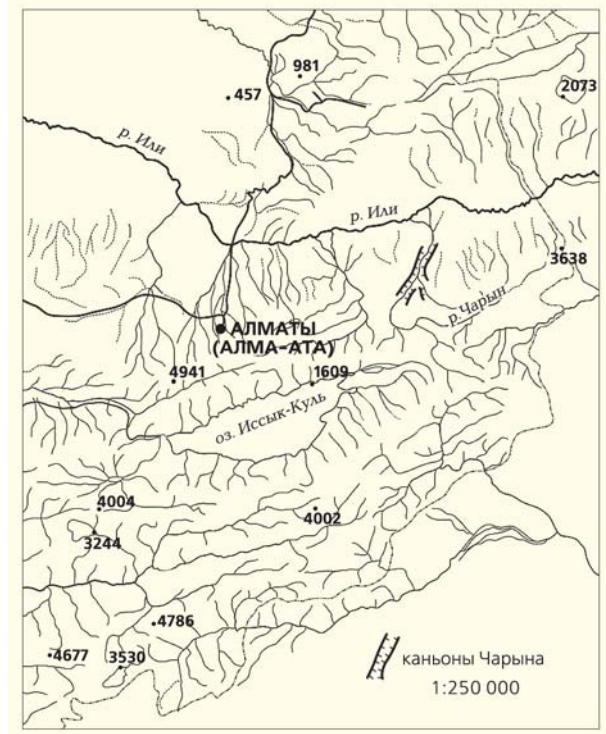 981
457
2073
р. Или
р. Или
3638
р.Чарын
АЛМАТЫ
(АЛМА-АТА)
4941
1609
оз. Иссык-Куль
4004
4002
3244
4786
4677
3530
каньоны Чарына
1:250 000